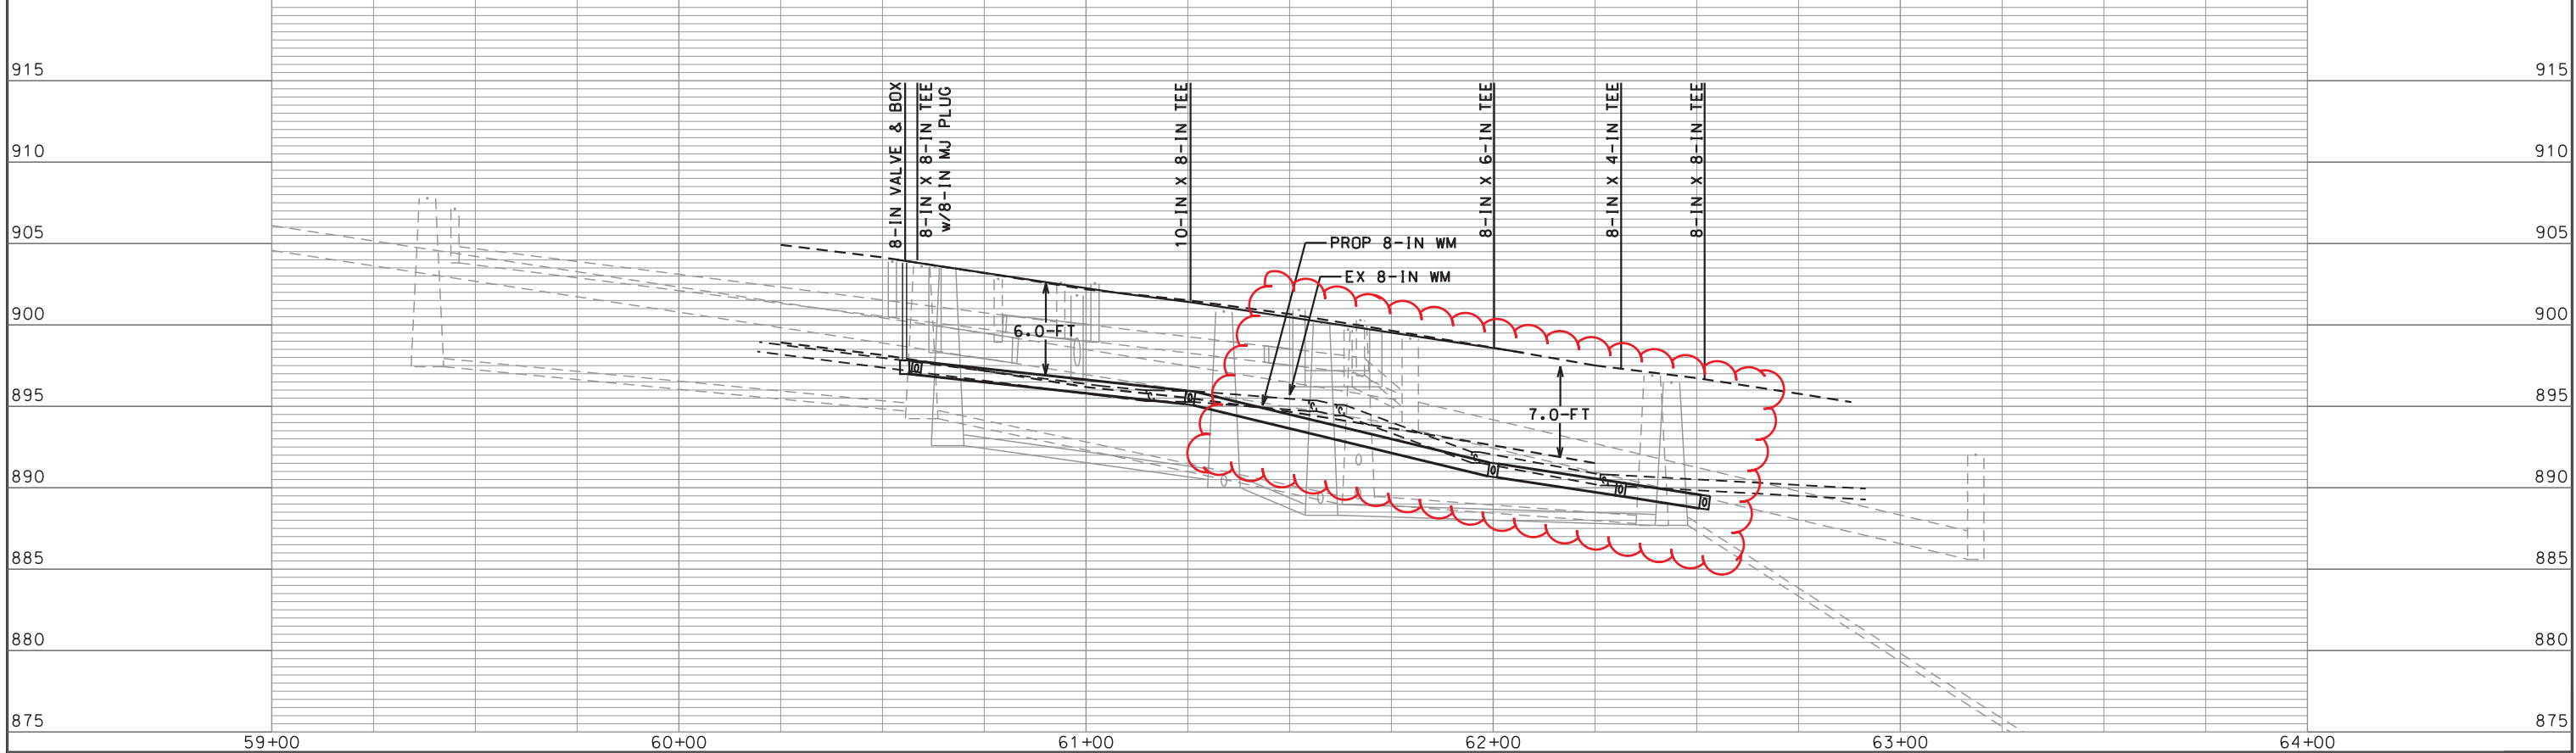 915
915
910
910
905
905
900
900
895
895
890
890
885
885
880
880
875
875
8-IN VALVE & BOX
8-IN X 8-IN TEE
w/8-IN MJ PLUG
10-IN X 8-IN TEE
8-IN X 6-IN TEE
8-IN X 4-IN TEE
8-IN X 8-IN TEE
PROP 8-IN WM
EX 8-IN WM
6.0-FT
7.0-FT
59+00
60+00
61+00
62+00
63+00
64+00